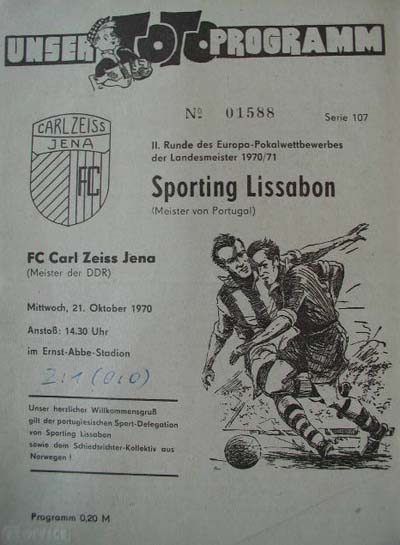 UNSER TOTO PROGRAMM
No 01588
Serie 107
CARL ZEISS
JENA
FC
II. Runde des Europa-Pokalwettbewerbes
der Landesmeister 1970/71
Sporting Lissabon
(Meister von Portugal)
FC Carl Zeiss Jena
(Meister der DDR)
Mittwoch, 21. Oktober 1970
Anstoß: 14.30 Uhr
im Ernst-Abbe-Stadion
2:1 (0:0)
Unser herzlicher Willkommensgruß
gilt der portugiesischen Sport-Delegation
von Sporting Lissabon
sowie dem Schiedsrichter-Kollektiv aus
Norwegen !
Programm 0,20 M